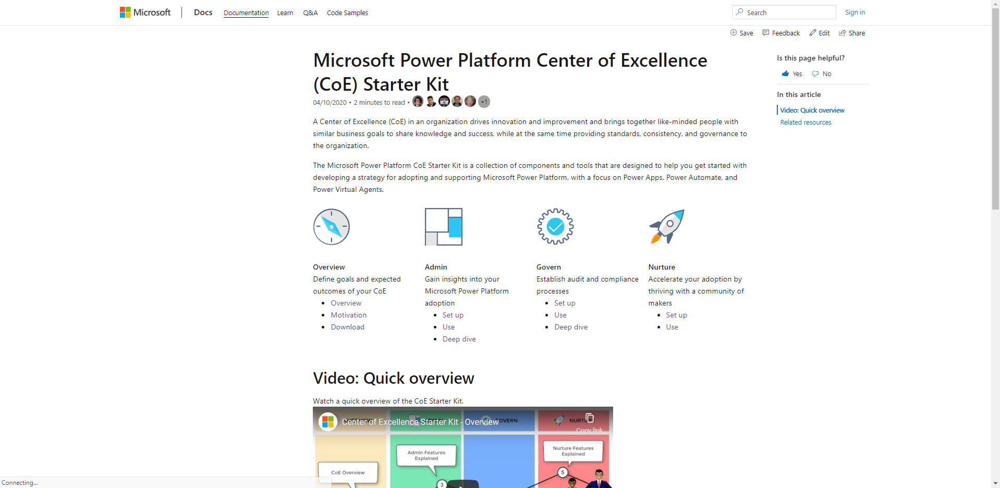 Microsoft Docs Documentation Learn Q&A Code Samples Search Sign in
Save Feedback Edit Share
Microsoft Power Platform Center of Excellence
(CoE) Starter Kit
04/10/2020 • 2 minutes to read • +1
Is this page helpful?
Yes No
In this article
Video: Quick overview
Related resources
A Center of Excellence (CoE) in an organization drives innovation and improvement and brings together like-minded people with
similar business goals to share knowledge and success, while at the same time providing standards, consistency, and governance to
the organization.
The Microsoft Power Platform CoE Starter Kit is a collection of components and tools that are designed to help you get started with
developing a strategy for adopting and supporting Microsoft Power Platform, with a focus on Power Apps, Power Automate, and
Power Virtual Agents.
Overview
Define goals and expected
outcomes of your CoE
• Overview
• Motivation
• Download
Admin
Gain insights into your
Microsoft Power Platform
adoption
• Set up
• Use
• Deep dive
Govern
Establish audit and compliance
processes
• Set up
• Use
• Deep dive
Nurture
Accelerate your adoption by
thriving with a community of
makers
• Set up
• Use
Video: Quick overview
Watch a quick overview of the CoE Starter Kit.
OVERVIEW ADMIN GOVERN NURTURE
Center of Excellence Starter Kit - Overview
Copy link
Admin Features
Explained
Nurture Features
Explained
CoE Overview
5
3
Connecting...